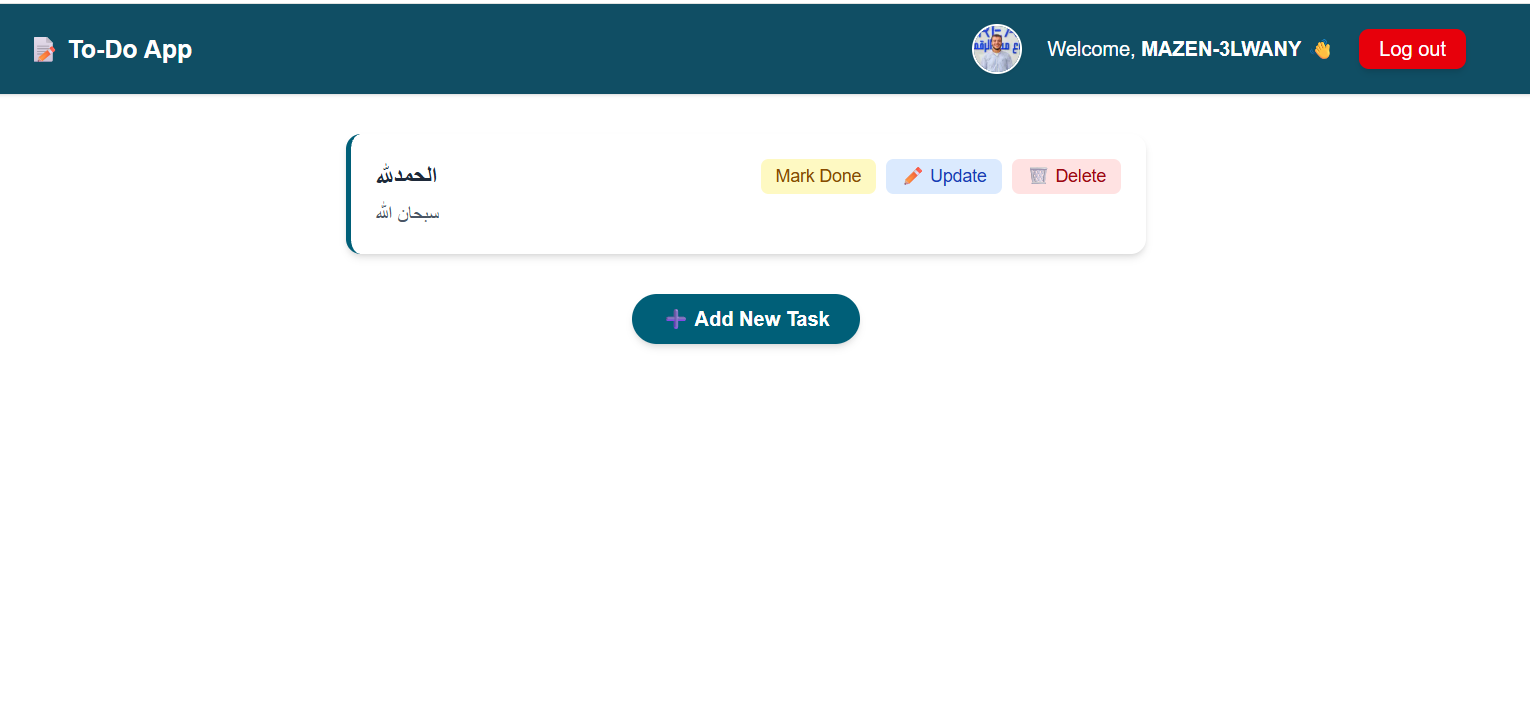 📝 To-Do App
Welcome, MAZEN-3LWANY 👋
Log out
الحمدلله
Mark Done
✏️ Update
🗑️ Delete
سبحان الله
➕ Add New Task